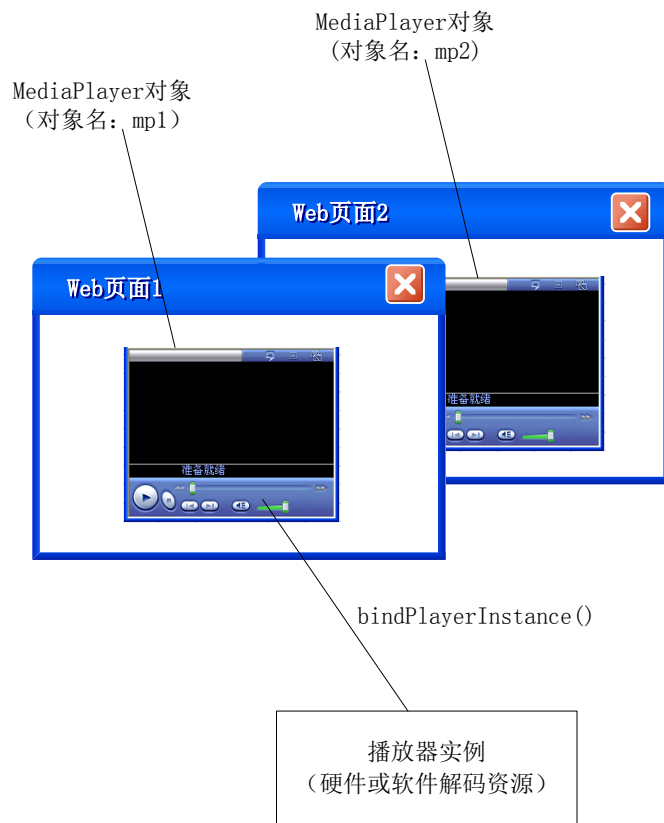 MediaPlayer对象
(对象名：mp2)
MediaPlayer对象
（对象名：mp1）
Web页面2
Web页面1
准备就绪
准备就绪
bindPlayerInstance()
播放器实例
（硬件或软件解码资源）